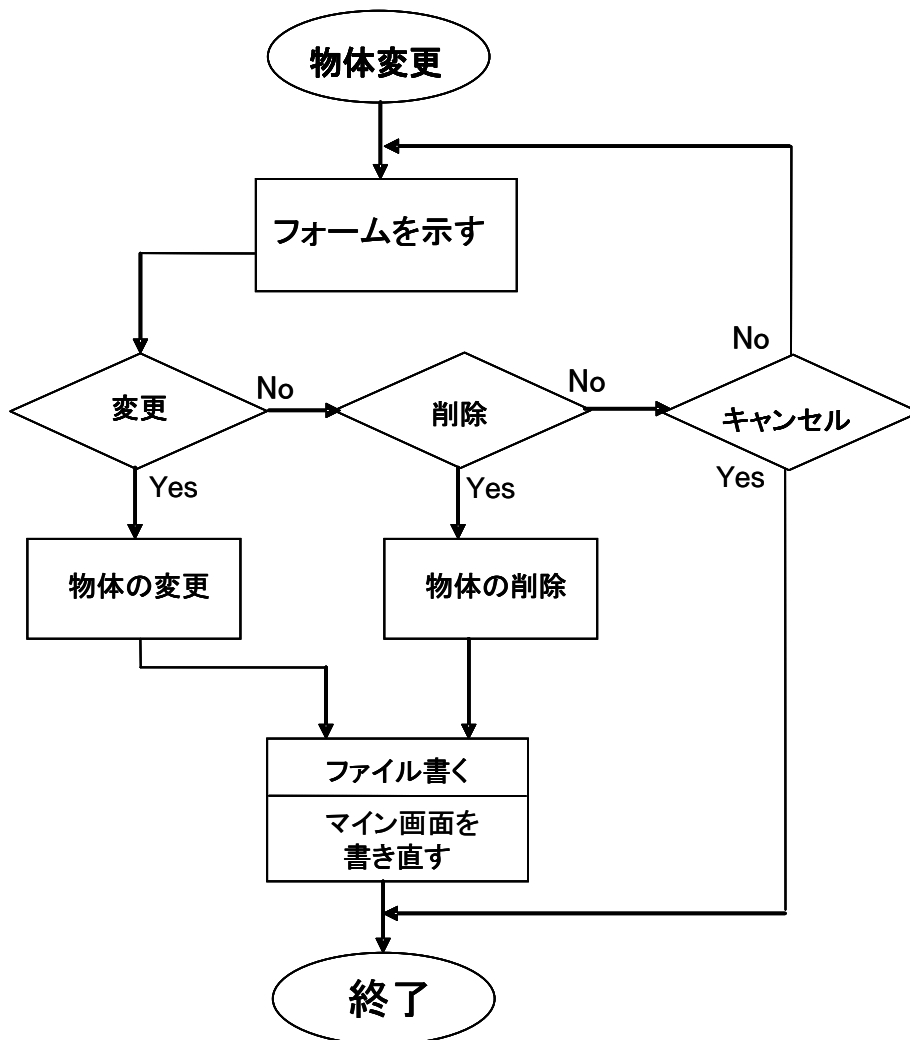 物体変更
フォームを示す
No
変更
No
削除
No
キャンセル
Yes
Yes
Yes
物体の変更
物体の削除
ファイル書く
マイン画面を
書き直す
終了